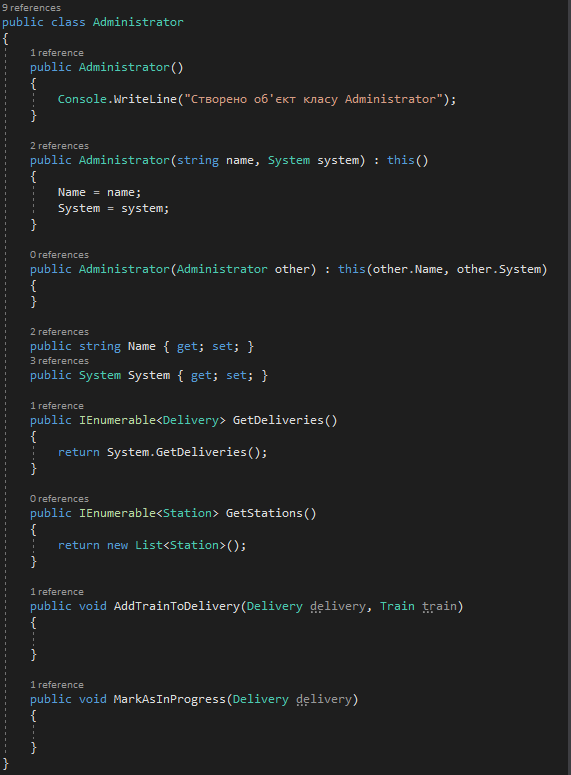 9 references
public class Administrator
{
1 reference
public Administrator()
{
Console.WriteLine("Створено об'єкт класу Administrator");
}
2 references
public Administrator(string name, System system) : this()
{
Name = name;
System = system;
}
0 references
public Administrator(Administrator other) : this(other.Name, other.System)
{
}
2 references
public string Name { get; set; }
3 references
public System System { get; set; }
1 reference
public IEnumerable<Delivery> GetDeliveries()
{
return System.GetDeliveries();
}
0 references
public IEnumerable<Station> GetStations()
{
return new List<Station>();
}
1 reference
public void AddTrainToDelivery(Delivery delivery, Train train)
{
}
1 reference
public void MarkAsInProgress(Delivery delivery)
{
}
}